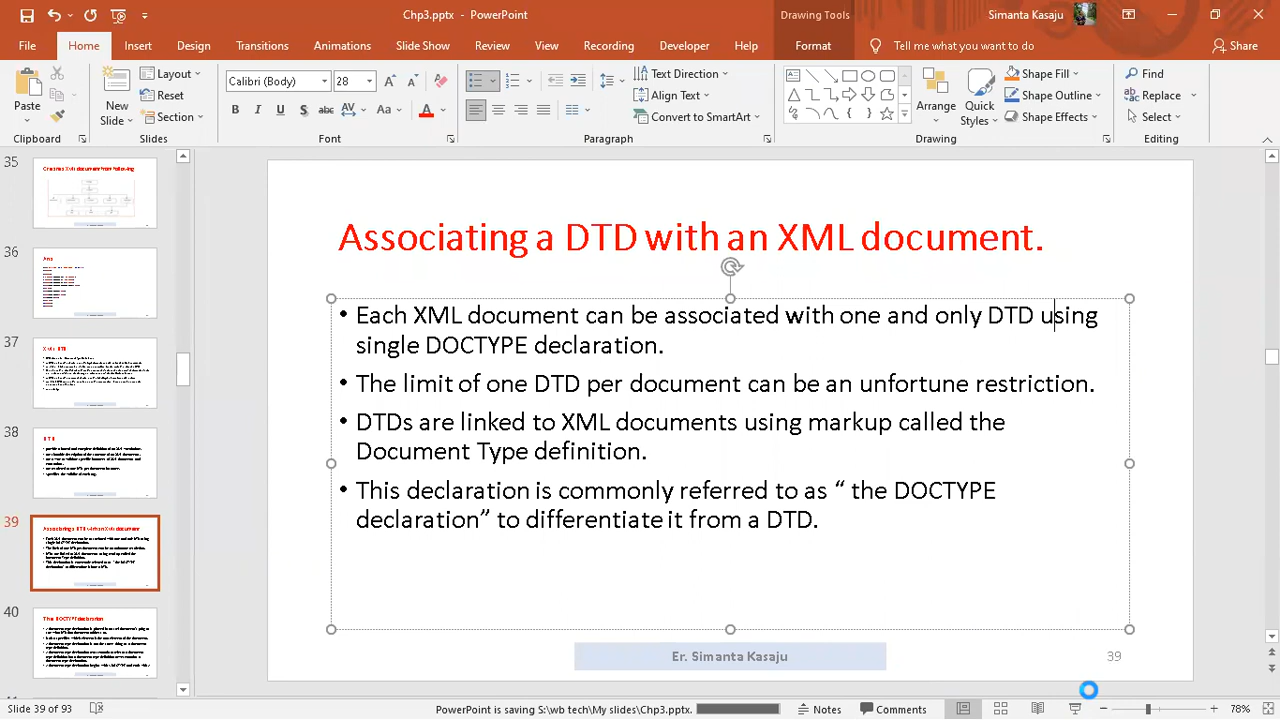 Chp3.pptx - PowerPoint
Drawing Tools
Simanta Kasaju
File Home Insert Design Transitions Animations Slide Show Review View Recording Developer Help Format Tell me what you want to do Share
Paste
New Slide
Layout
Reset
Section
Calibri (Body) 28
B I U S abc AV Aa A
Text Direction
Align Text
Convert to SmartArt
Arrange
Quick Styles
Shape Fill
Shape Outline
Shape Effects
Find
Replace
Select
Clipboard Slides Font Paragraph Drawing Editing
35
36
37
38
39
40
Associating a DTD with an XML document.
• Each XML document can be associated with one and only DTD using
single DOCTYPE declaration.
• The limit of one DTD per document can be an unfortune restriction.
• DTDs are linked to XML documents using markup called the
Document Type definition.
• This declaration is commonly referred to as “ the DOCTYPE
declaration” to differentiate it from a DTD.
Er. Simanta Kasaju
39
Slide 39 of 93
PowerPoint is saving S:\wb tech\My slides\Chp3.pptx.
Notes
Comments
78%